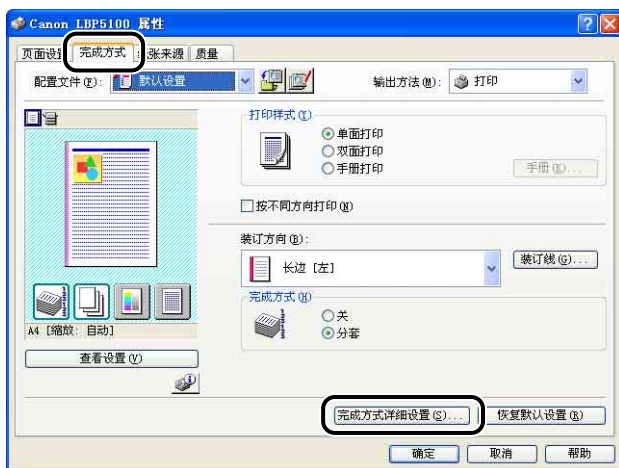 Canon LBP5100 属性
页面设 完成方式 张来源 质量
配置文件(F): 默认设置 输出方法(M): 打印
打印样式(Y)
单面打印
双面打印
手册打印 手册(K)...
按不同方向打印(N)
装订方向(B):
长边 [左] 装订线(G)...
完成方式(H)
关
分套
A4 [缩放: 自动]
查看设置(V)
完成方式详细设置(S)... 恢复默认设置(R)
确定 取消 帮助